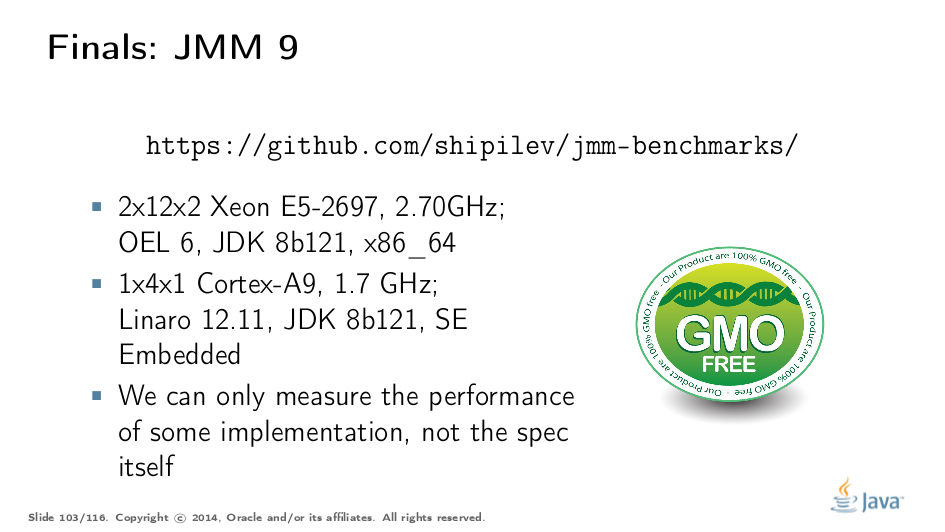 Finals: JMM 9
https://github.com/shipilev/jmm-benchmarks/
2x12x2 Xeon E5-2697, 2.70GHz;
OEL 6, JDK 8b121, x86_64
1x4x1 Cortex-A9, 1.7 GHz;
Linaro 12.11, JDK 8b121, SE
Embedded
We can only measure the performance
of some implementation, not the spec
itself
- Our Product are 100% GMO free - Our Product are 100% GMO free - Our Product are 100% GMO free
GMO
FREE
Java
Slide 103/116. Copyright © 2014, Oracle and/or its affiliates. All rights reserved.